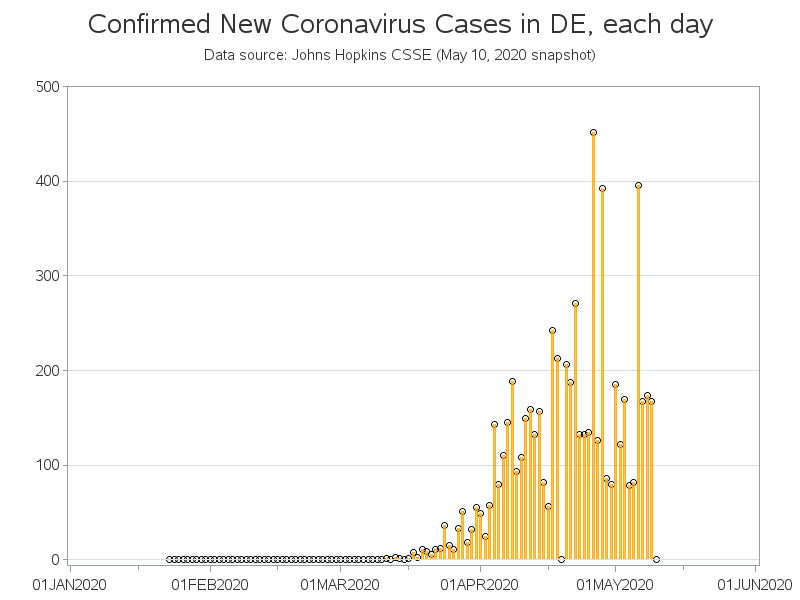 Confirmed New Coronavirus Cases in DE, each day
Data source: Johns Hopkins CSSE (May 10, 2020 snapshot)
500
400
300
200
100
0
01JAN2020 01FEB2020 01MAR2020 01APR2020 01MAY2020 01JUN2020